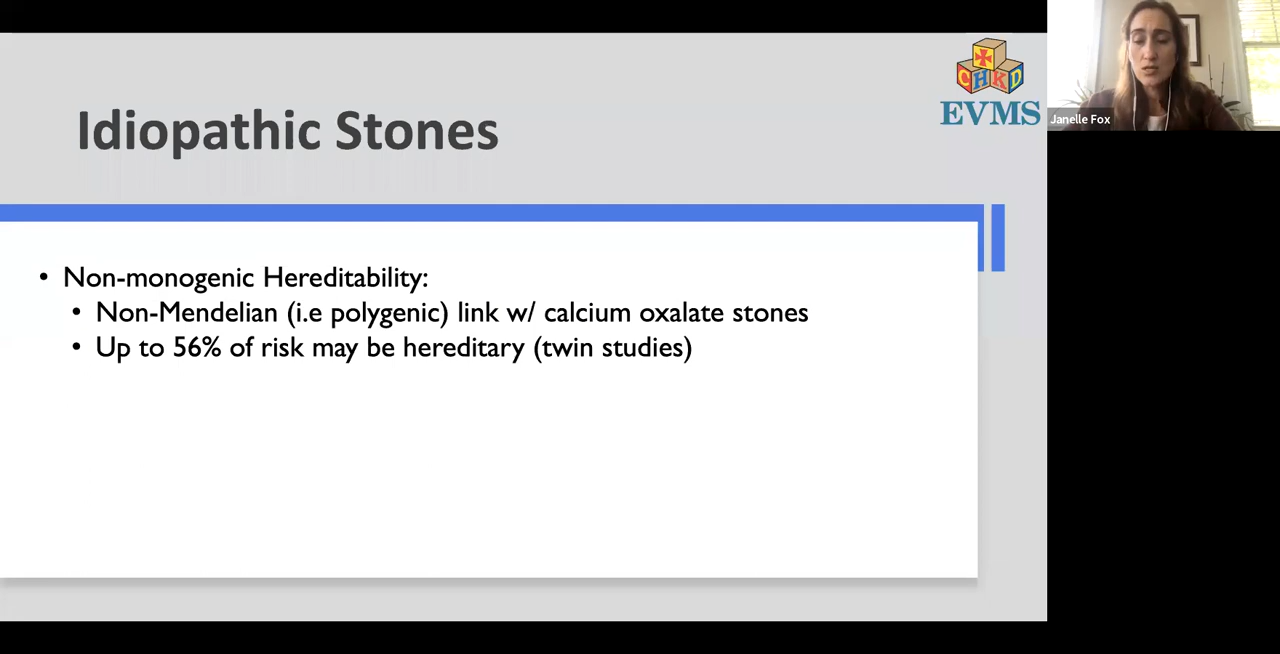 CHKD
EVMS
Janelle Fox
Idiopathic Stones
• Non-monogenic Hereditability:
• Non-Mendelian (i.e polygenic) link w/ calcium oxalate stones
• Up to 56% of risk may be hereditary (twin studies)